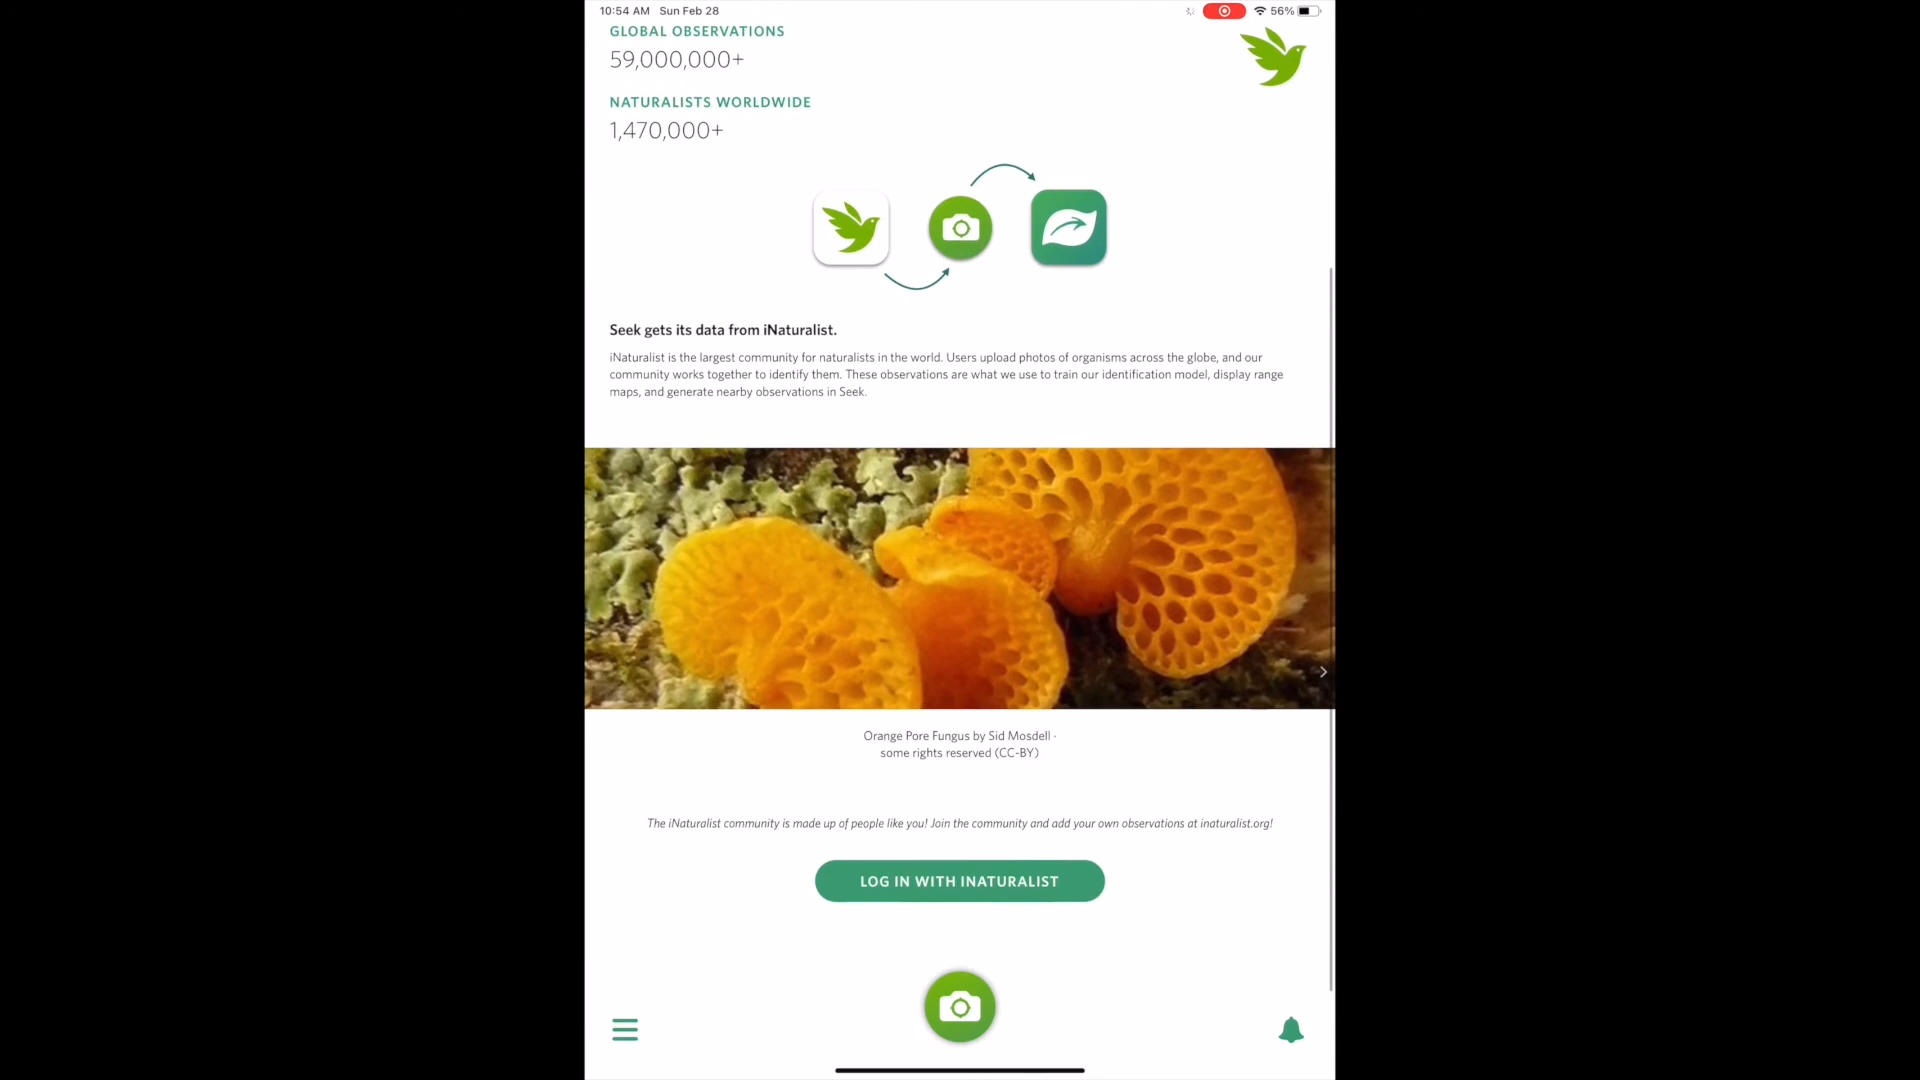 10:54 AM Sun Feb 28
56%
GLOBAL OBSERVATIONS
59,000,000+
NATURALISTS WORLDWIDE
1,470,000+
Seek gets its data from iNaturalist.
iNaturalist is the largest community for naturalists in the world. Users upload photos of organisms across the globe, and our
community works together to identify them. These observations are what we use to train our identification model, display range
maps, and generate nearby observations in Seek.
Orange Pore Fungus by Sid Mosdell ·
some rights reserved (CC-BY)
The iNaturalist community is made up of people like you! Join the community and add your own observations at inaturalist.org!
LOG IN WITH INATURALIST